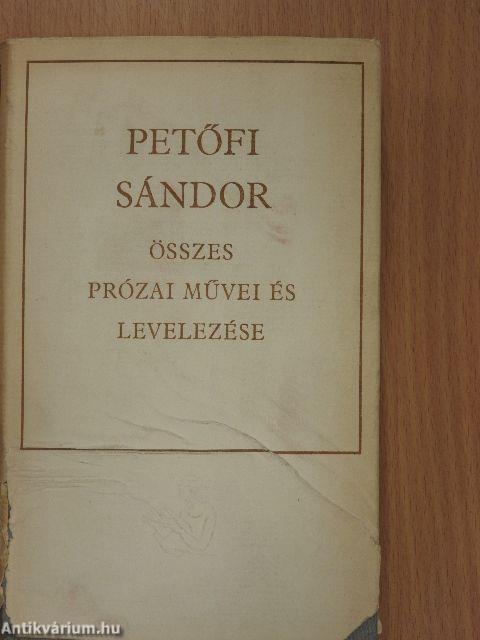 PETŐFI
SÁNDOR
ÖSSZES
PRÓZAI MŰVEI ÉS
LEVELEZÉSE
Antikvárium.hu